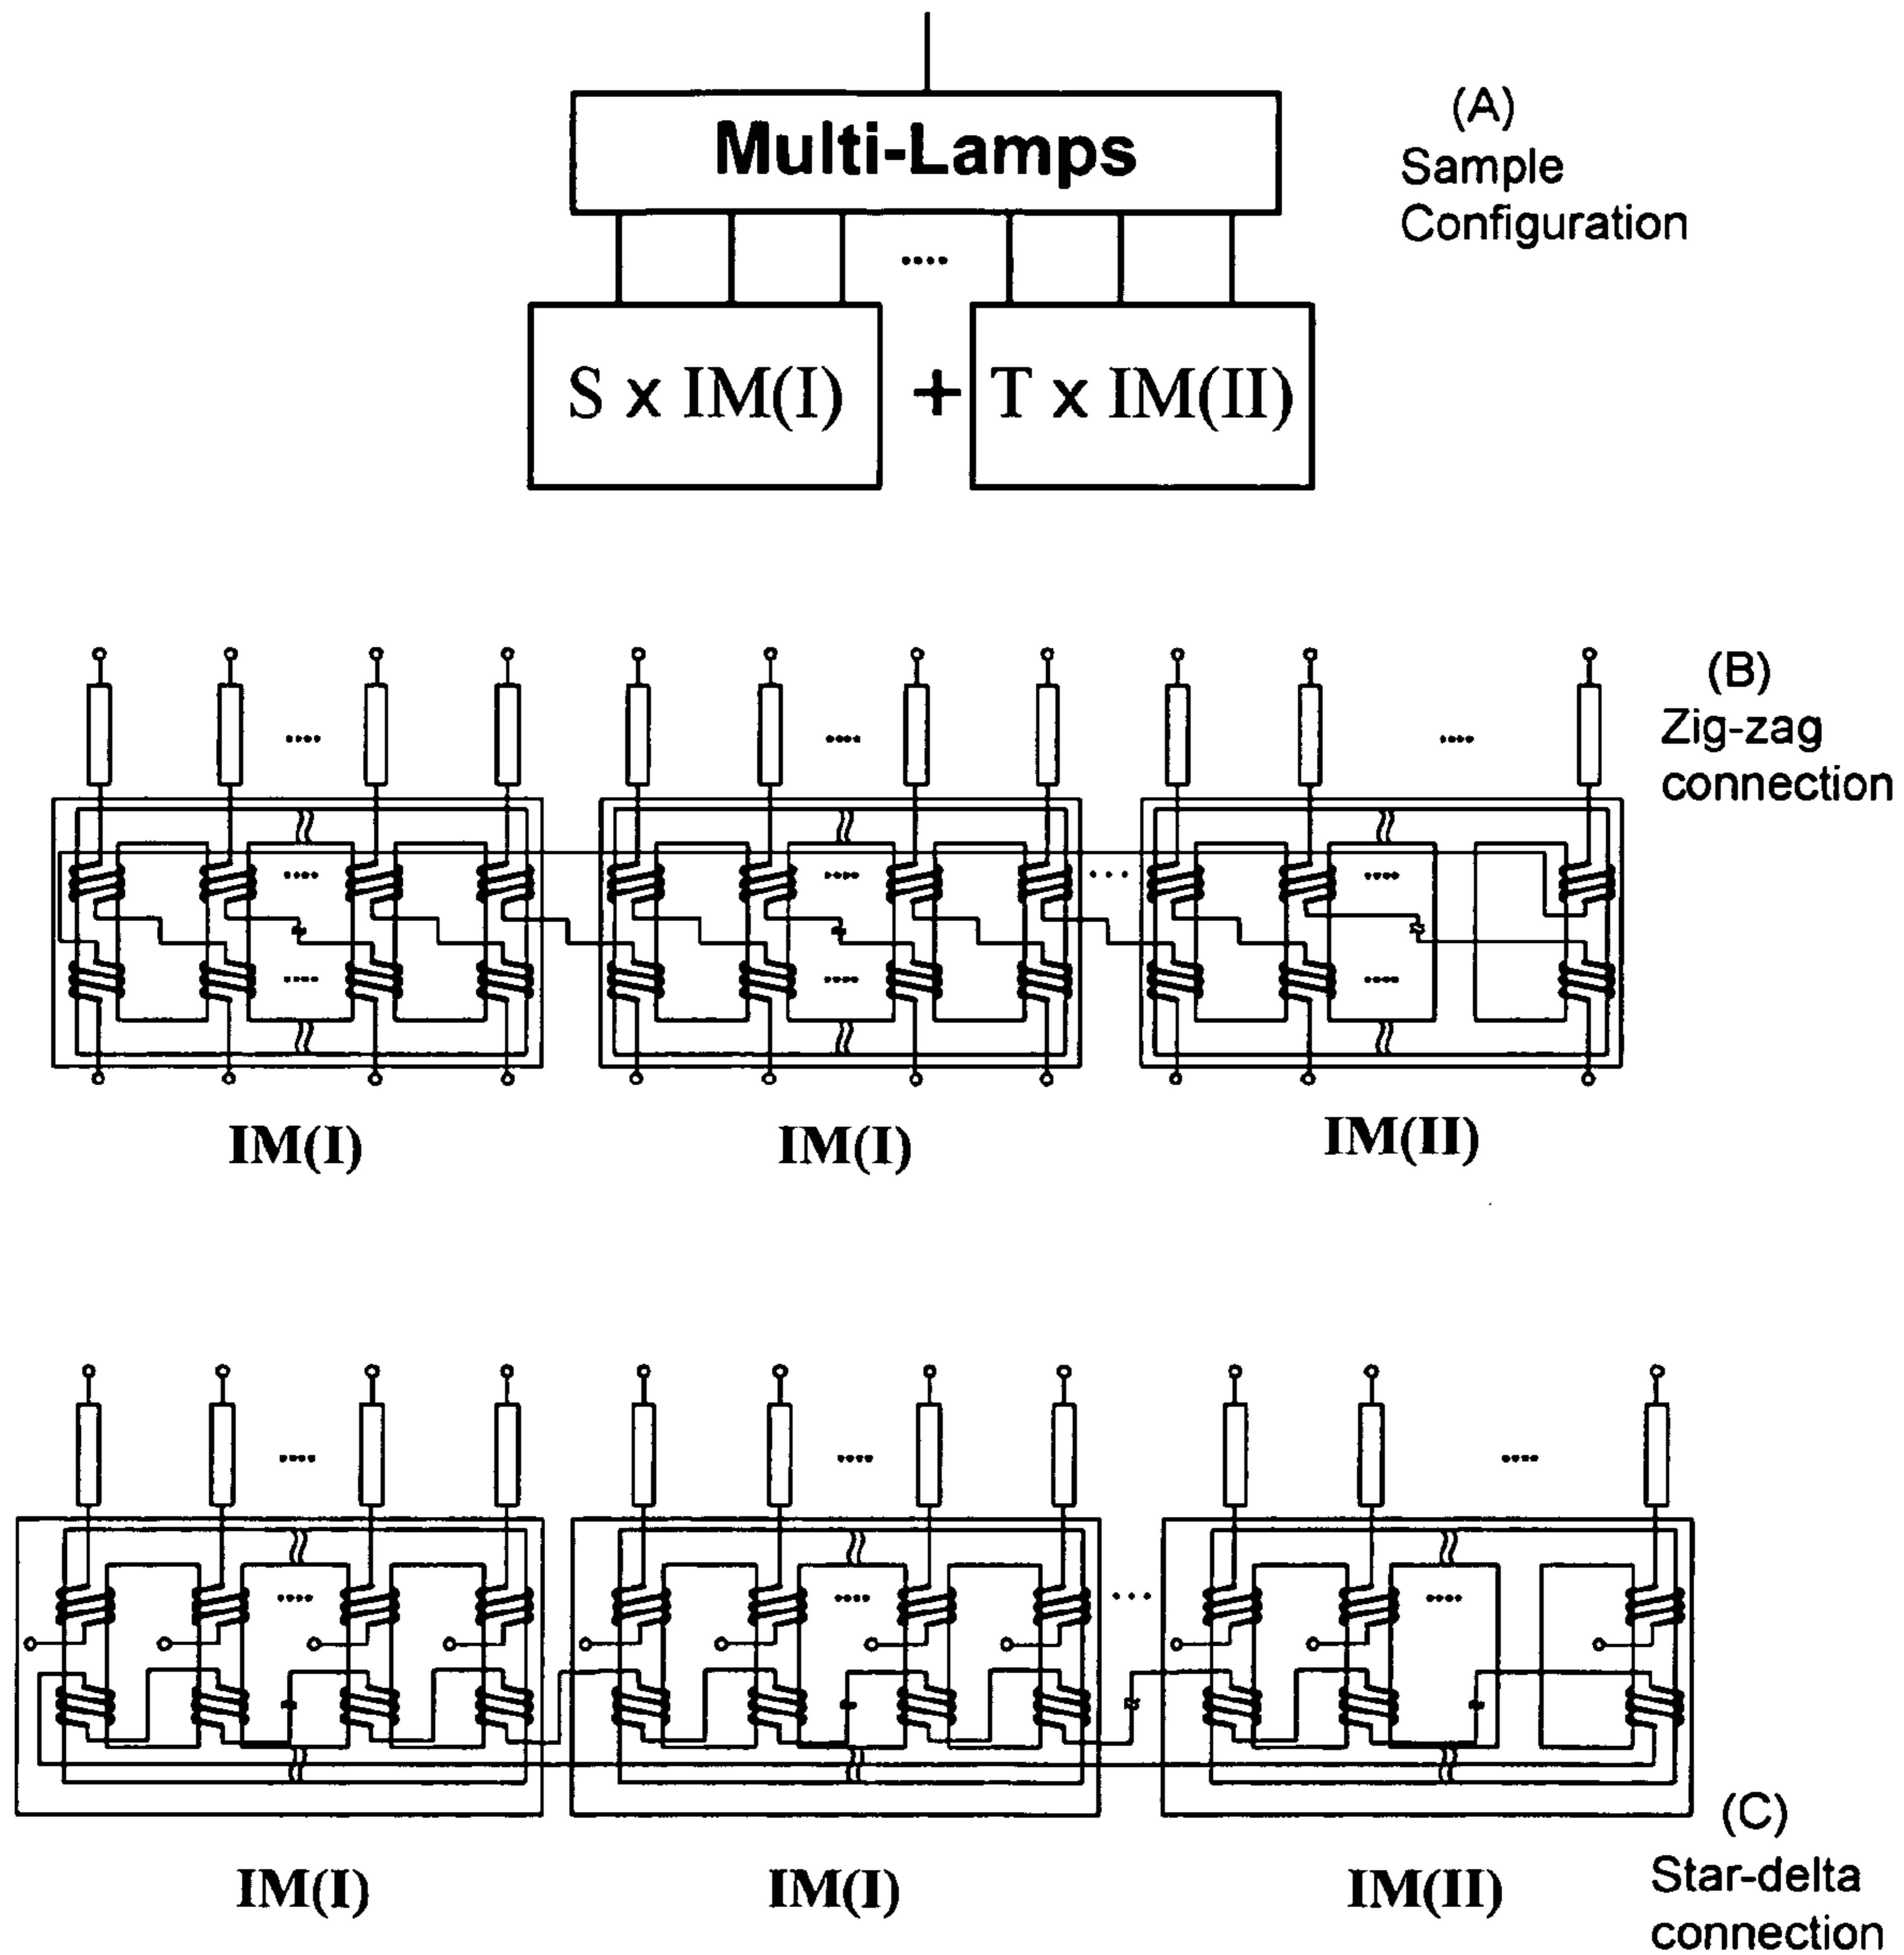 (A)
Sample
Configuration
Multi-Lamps
....
S x IM(I) + T x IM(II)
(B)
Zig-zag
connection
.... .... ....
.... .... ... ....
.... .... ....
IM(I) IM(I) IM(II)
.... .... ....
.... .... ... ....
(C)
Star-delta
connection
IM(I) IM(I) IM(II)